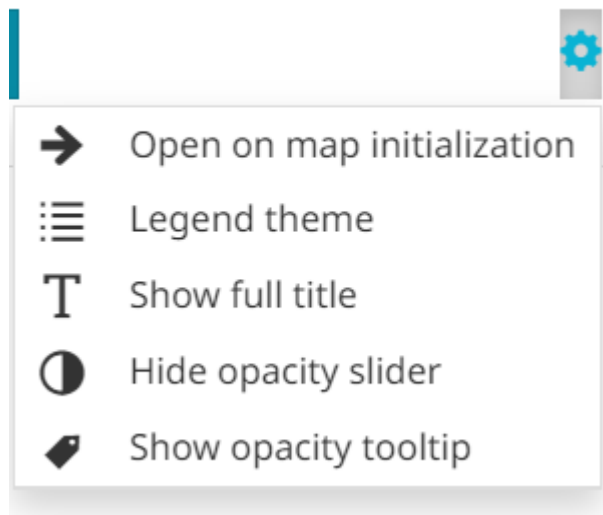 Open on map initialization
Legend theme
Show full title
Hide opacity slider
Show opacity tooltip